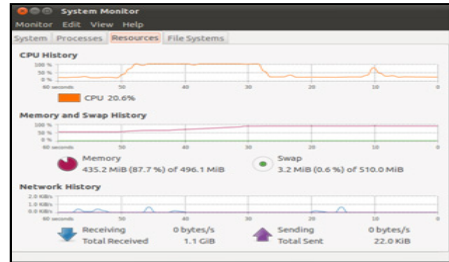 System Monitor
Monitor Edit View Help
System Processes Resources File Systems
CPU History
100 %
50 %
0 %
60 seconds 50 40 30 20 10 0
CPU 20.6%
Memory and Swap History
100 %
50 %
0 %
60 seconds 50 40 30 20 10 0
Memory Swap
435.2 MiB (87.7 %) of 496.1 MiB 3.2 MiB (0.6 %) of 510.0 MiB
Network History
2.0 KiB/s
1.0 KiB/s
0.0 KiB/s
60 seconds 50 40 30 20 10 0
Receiving 0 bytes/s Sending 0 bytes/s
Total Received 1.1 GiB Total Sent 22.0 KiB